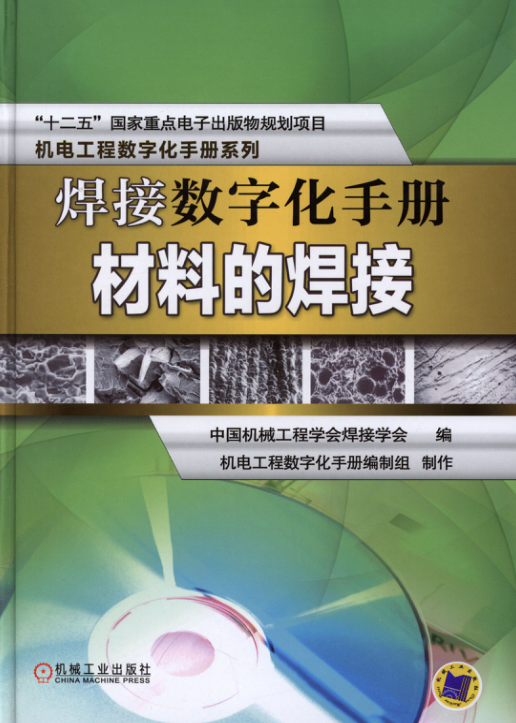 “十二五”国家重点电子出版物规划项目
机电工程数字化手册系列
焊接数字化手册
材料的焊接
中国机械工程学会焊接学会 编
机电工程数字化手册编制组 制作
机械工业出版社
CHINA MACHINE PRESS